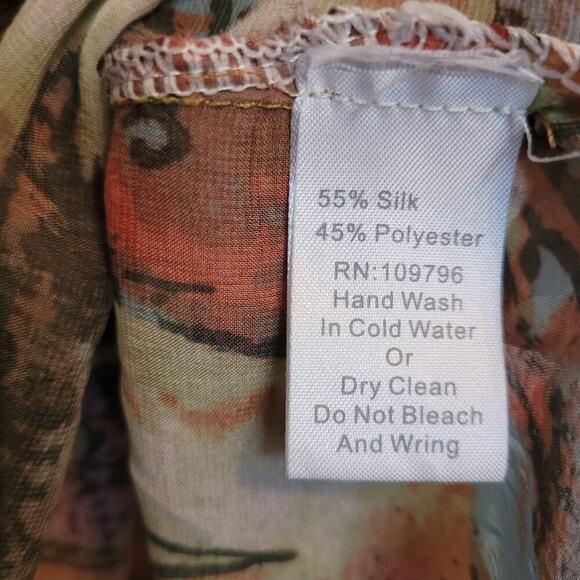 55% Silk
45% Polyester
RN:109796
Hand Wash
In Cold Water
Or
Dry Clean
Do Not Bleach
And Wring